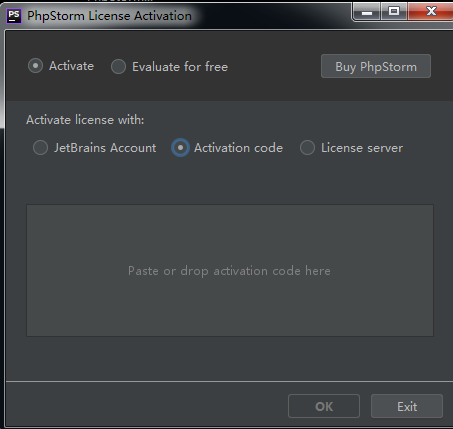 PS PhpStorm License Activation
Activate Evaluate for free Buy PhpStorm
Activate license with:
JetBrains Account Activation code License server
Paste or drop activation code here
OK Exit